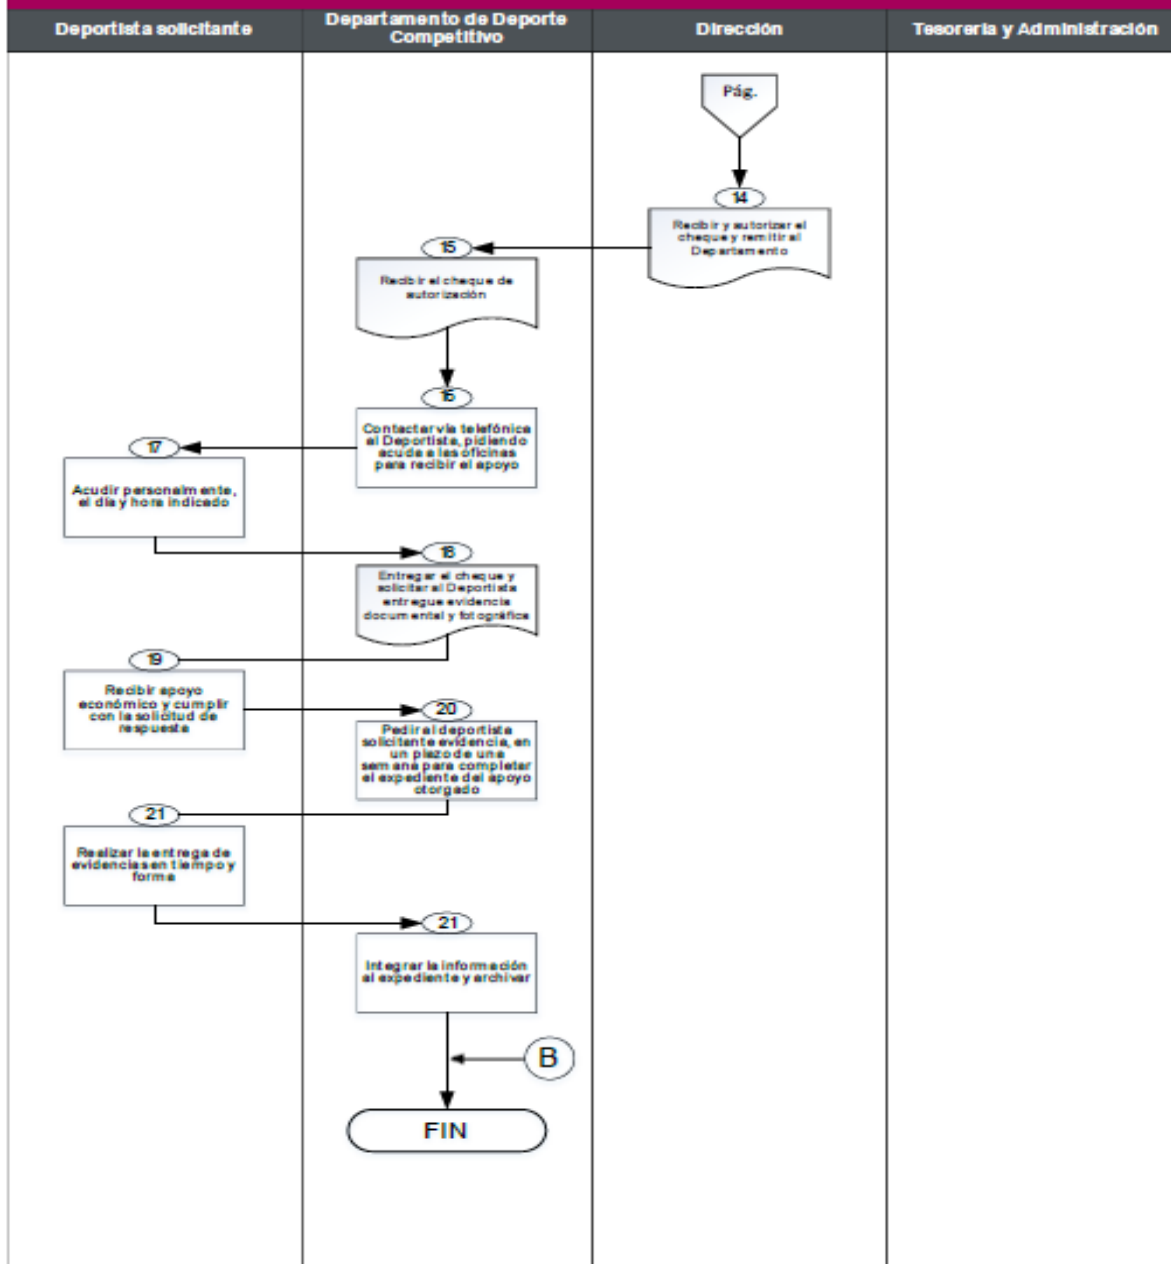 Deportista solicitante
Departamento de Deporte
Competitivo
Dirección
Tesoreria y Administración
Pág.
14
Recibir y autorizar el
cheque y remitir al
Departamento
15
Recibir el cheque de
autorización
16
Contactar vía telefónica
al Deportista, pidiendo
acuda a las oficinas
para recibir el apoyo
17
Acudir personalmente,
el día y hora indicado
18
Entregar el cheque y
solicitar al Deportista
entregue evidencia
documental y fotográfica
19
Recibir apoyo
económico y cumplir
con la solicitud de
respuesta
20
Pedir al deportista
solicitante evidencia, en
un plazo de una
semana para completar
el expediente del apoyo
otorgado
21
Realizar la entrega de
evidencias en tiempo y
forma
21
Integrar la información
al expediente y archivar
B
FIN